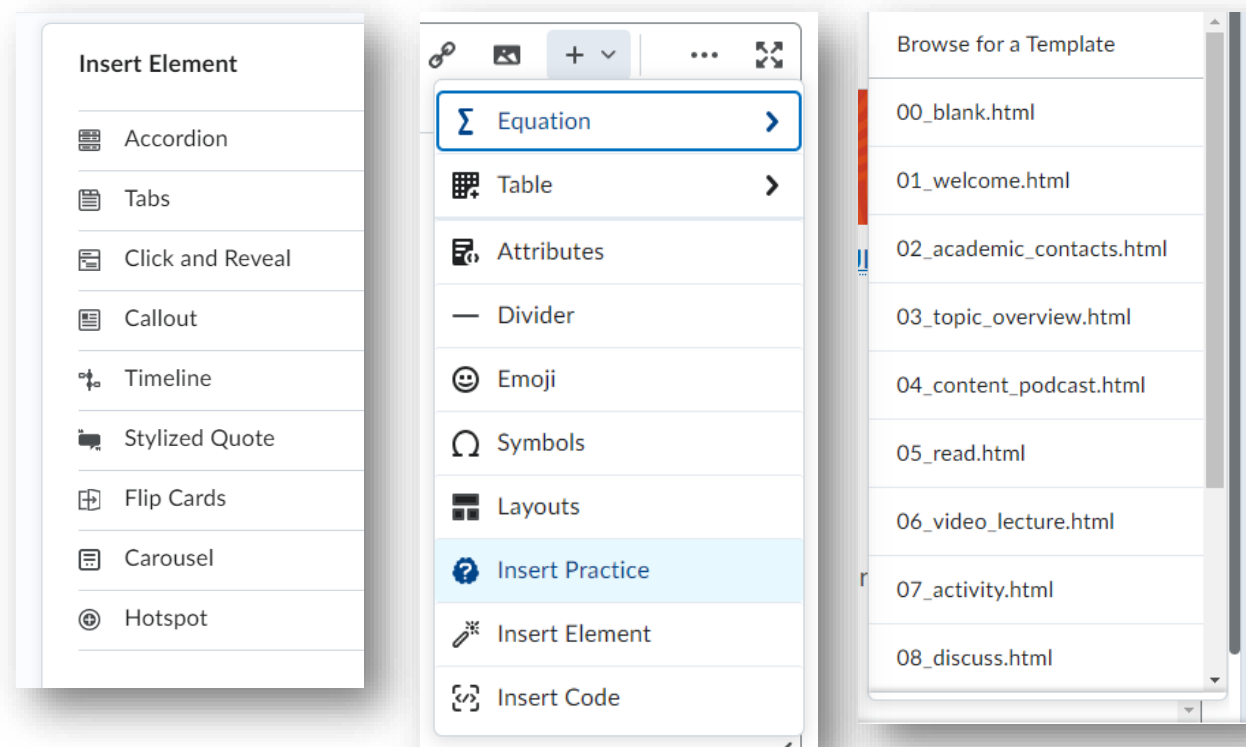 Insert Element
Accordion
Tabs
Click and Reveal
Callout
Timeline
Stylized Quote
Flip Cards
Carousel
Hotspot
Equation
Table
Attributes
Divider
Emoji
Symbols
Layouts
Insert Practice
Insert Element
Insert Code
Browse for a Template
00_blank.html
01_welcome.html
02_academic_contacts.html
03_topic_overview.html
04_content_podcast.html
05_read.html
06_video_lecture.html
07_activity.html
08_discuss.html